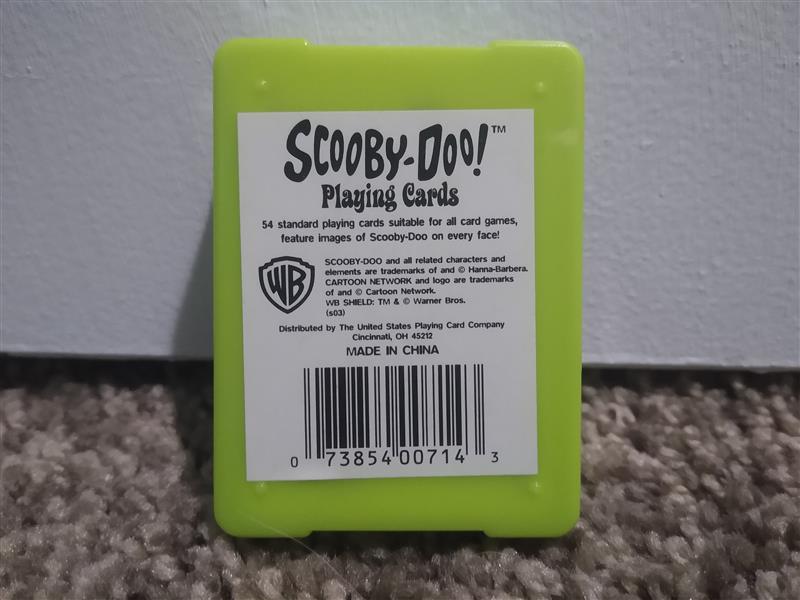 SCOOBY-DOO!™
Playing Cards
54 standard playing cards suitable for all card games,
feature images of Scooby-Doo on every face!
WB
SCOOBY-DOO and all related characters and
elements are trademarks of and © Hanna-Barbera.
CARTOON NETWORK and logo are trademarks
of and © Cartoon Network.
WB SHIELD: TM & © Warner Bros.
(s03)
Distributed by The United States Playing Card Company
Cincinnati, OH 45212
MADE IN CHINA
0 73854 00714 3